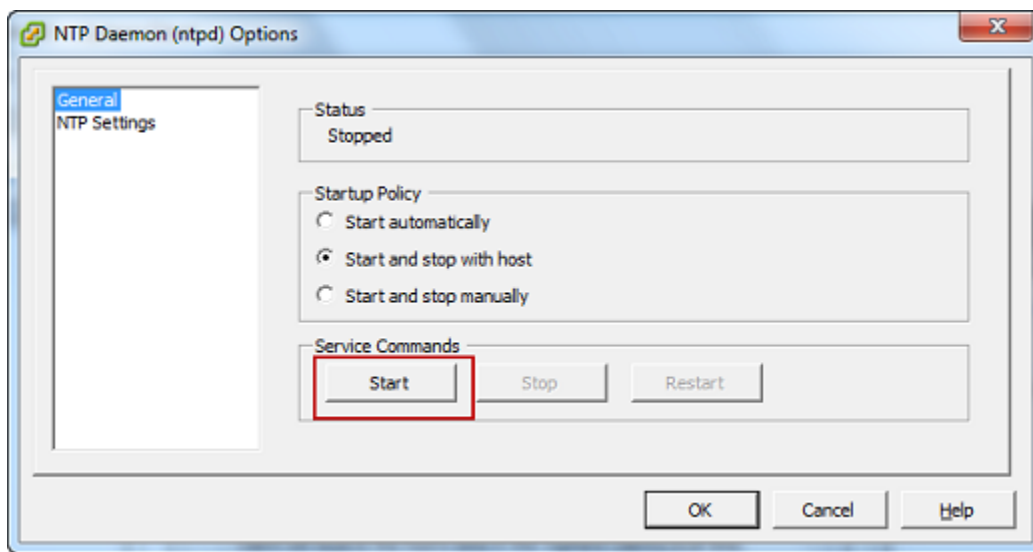 NTP Daemon (ntpd) Options
General
NTP Settings
Status
Stopped
Startup Policy
Start automatically
Start and stop with host
Start and stop manually
Service Commands
Start
Stop
Restart
OK
Cancel
Help